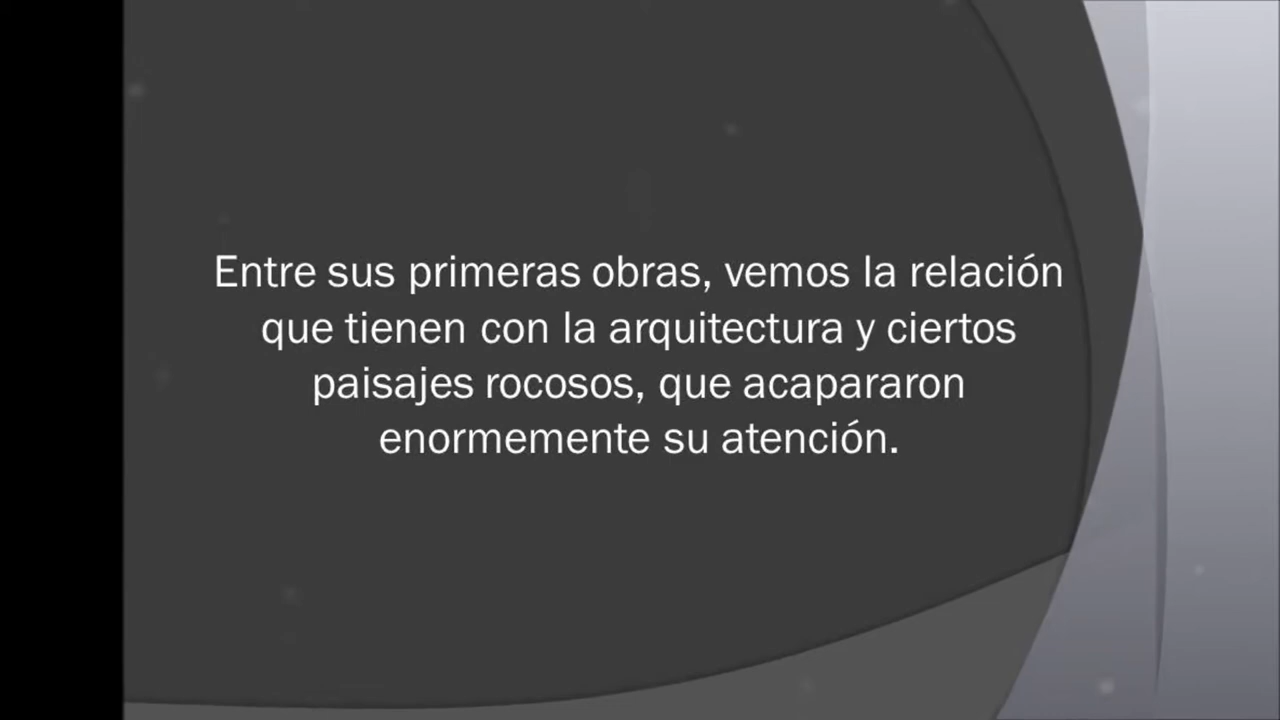 Entre sus primeras obras, vemos la relación
que tienen con la arquitectura y ciertos
paisajes rocosos, que acapararon
enormemente su atención.